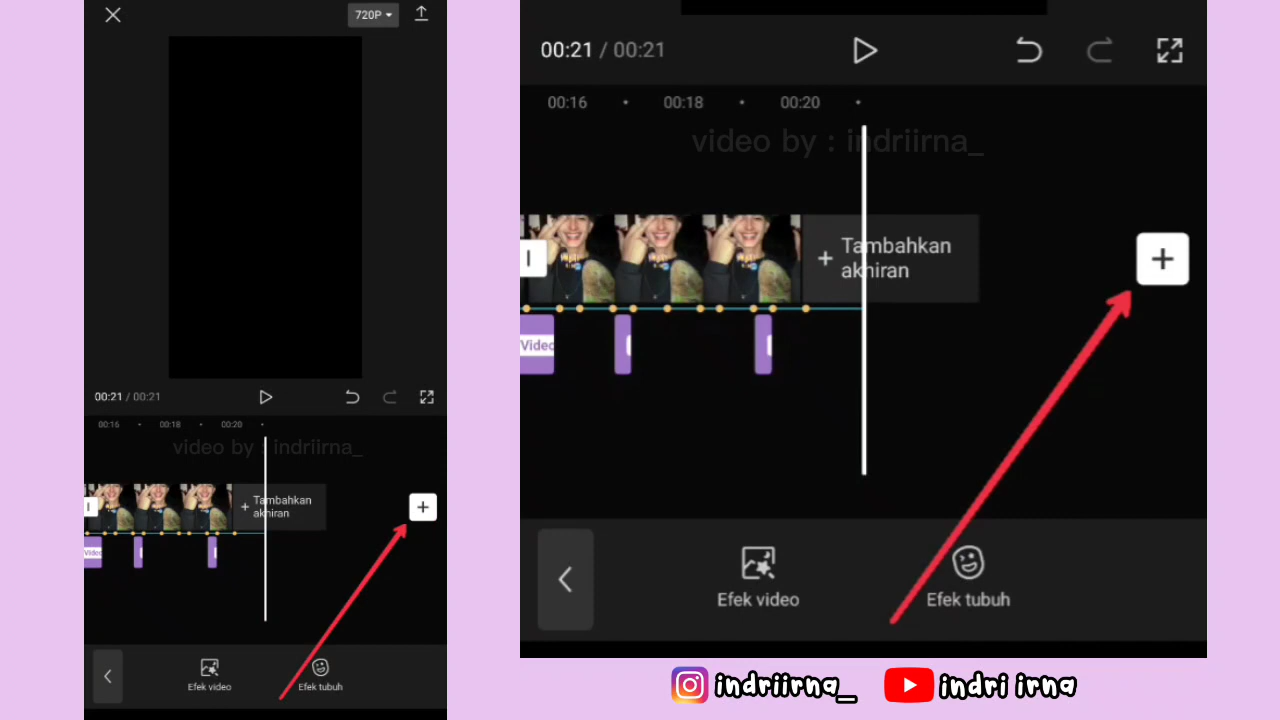 720P
00:21 / 00:21
00:16
00:18
00:20
video by : indriirna_
+ Tambahkan
akhiran
Video
Efek video
Efek tubuh
00:21 / 00:21
00:16
00:18
00:20
video by : indriirna_
+ Tambahkan
akhiran
Video
Efek video
Efek tubuh
indriirna_
indri irna